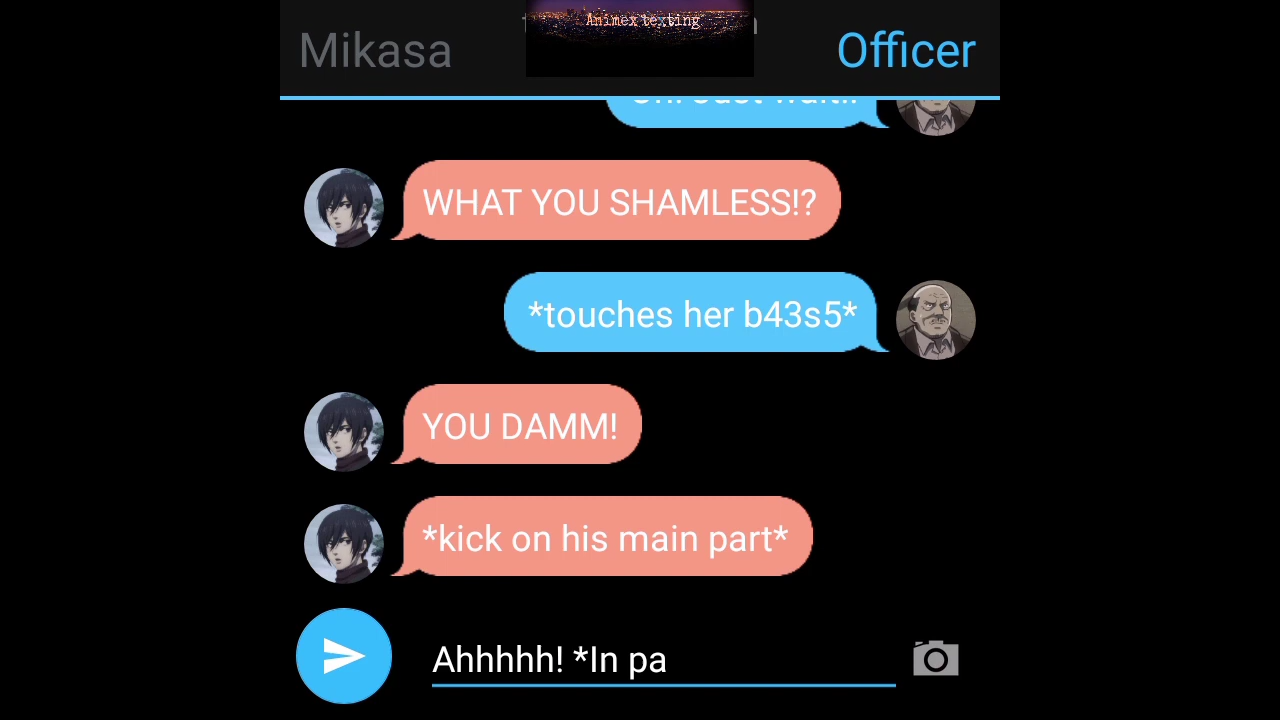 Animex texting
Mikasa
Officer
WHAT YOU SHAMLESS!?
*touches her b43s5*
YOU DAMM!
*kick on his main part*
Ahhhhh! *In pa